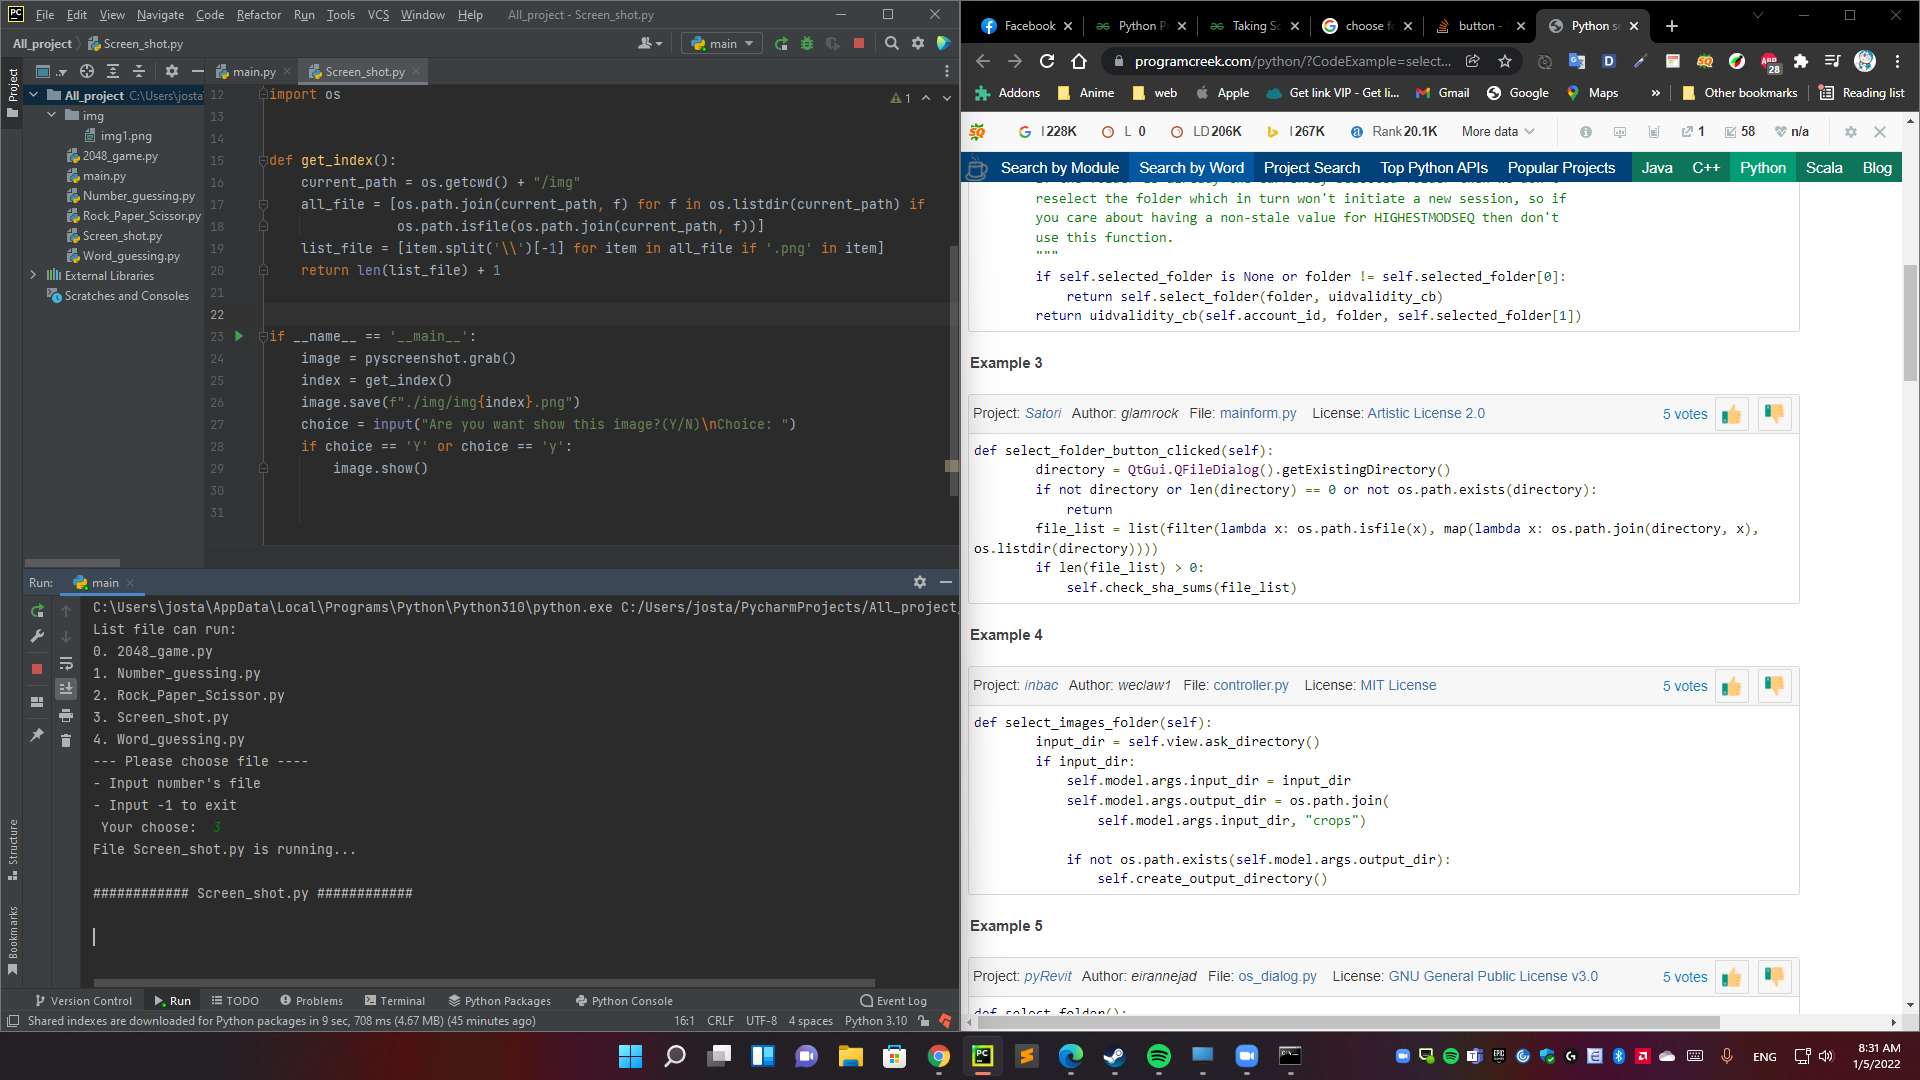 File Edit View Navigate Code Refactor Run Tools VCS Window Help All_project - Screen_shot.py
All_project Screen_shot.py main
Project
main.py Screen_shot.py
All_project C:\Users\josta
img
img1.png
2048_game.py
main.py
Number_guessing.py
Rock_Paper_Scissor.py
Screen_shot.py
Word_guessing.py
External Libraries
Scratches and Consoles
1
12 import os
13
14
15 def get_index():
16 current_path = os.getcwd() + "/img"
17 all_file = [os.path.join(current_path, f) for f in os.listdir(current_path) if
18 os.path.isfile(os.path.join(current_path, f))]
19 list_file = [item.split('\\')[-1] for item in all_file if '.png' in item]
20 return len(list_file) + 1
21
22
23 if __name__ == '__main__':
24 image = pyscreenshot.grab()
25 index = get_index()
26 image.save(f"./img/img{index}.png")
27 choice = input("Are you want show this image?(Y/N)\nChoice: ")
28 if choice == 'Y' or choice == 'y':
29 image.show()
30
31
Run: main
C:\Users\josta\AppData\Local\Programs\Python\Python310\python.exe C:/Users/josta/PycharmProjects/All_project/
List file can run:
0. 2048_game.py
1. Number_guessing.py
2. Rock_Paper_Scissor.py
3. Screen_shot.py
4. Word_guessing.py
--- Please choose file ----
- Input number's file
- Input -1 to exit
Your choose: 3
File Screen_shot.py is running...
############ Screen_shot.py ############
Structure
Bookmarks
Version Control Run TODO Problems Terminal Python Packages Python Console Event Log
Shared indexes are downloaded for Python packages in 9 sec, 708 ms (4.67 MB) (45 minutes ago) 16:1 CRLF UTF-8 4 spaces Python 3.10
Facebook Python P Taking Sc choose fo button - Python se
programcreek.com/python/?CodeExample=select... 28
Addons Anime web Apple Get link VIP - Get li... Gmail Google Maps » Other bookmarks Reading list
I 228K L 0 LD 206K I 267K Rank 20.1K More data 1 58 n/a
Search by Module Search by Word Project Search Top Python APIs Popular Projects Java C++ Python Scala Blog
reselect the folder which in turn won't initiate a new session, so if
you care about having a non-stale value for HIGHESTMODSEQ then don't
use this function.
"""
if self.selected_folder is None or folder != self.selected_folder[0]:
return self.select_folder(folder, uidvalidity_cb)
return uidvalidity_cb(self.account_id, folder, self.selected_folder[1])
Example 3
Project: Satori Author: glamrock File: mainform.py License: Artistic License 2.0 5 votes
def select_folder_button_clicked(self):
directory = QtGui.QFileDialog().getExistingDirectory()
if not directory or len(directory) == 0 or not os.path.exists(directory):
return
file_list = list(filter(lambda x: os.path.isfile(x), map(lambda x: os.path.join(directory, x),
os.listdir(directory))))
if len(file_list) > 0:
self.check_sha_sums(file_list)
Example 4
Project: inbac Author: weclaw1 File: controller.py License: MIT License 5 votes
def select_images_folder(self):
input_dir = self.view.ask_directory()
if input_dir:
self.model.args.input_dir = input_dir
self.model.args.output_dir = os.path.join(
self.model.args.input_dir, "crops")
if not os.path.exists(self.model.args.output_dir):
self.create_output_directory()
Example 5
Project: pyRevit Author: eirannejad File: os_dialog.py License: GNU General Public License v3.0 5 votes
def select_folder():
ENG 8:31 AM
1/5/2022